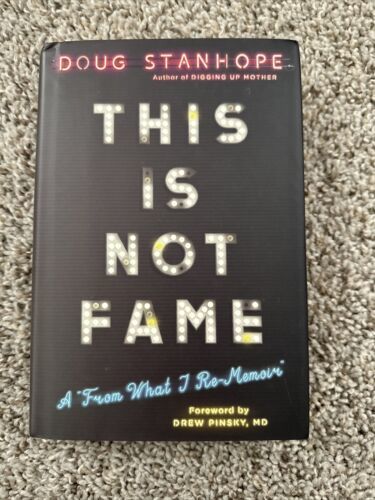 DOUG STANHOPE
Author of DIGGING UP MOTHER
THIS
IS
NOT
FAME
A "From What I Re-Memoir"
Foreword by
DREW PINSKY, MD